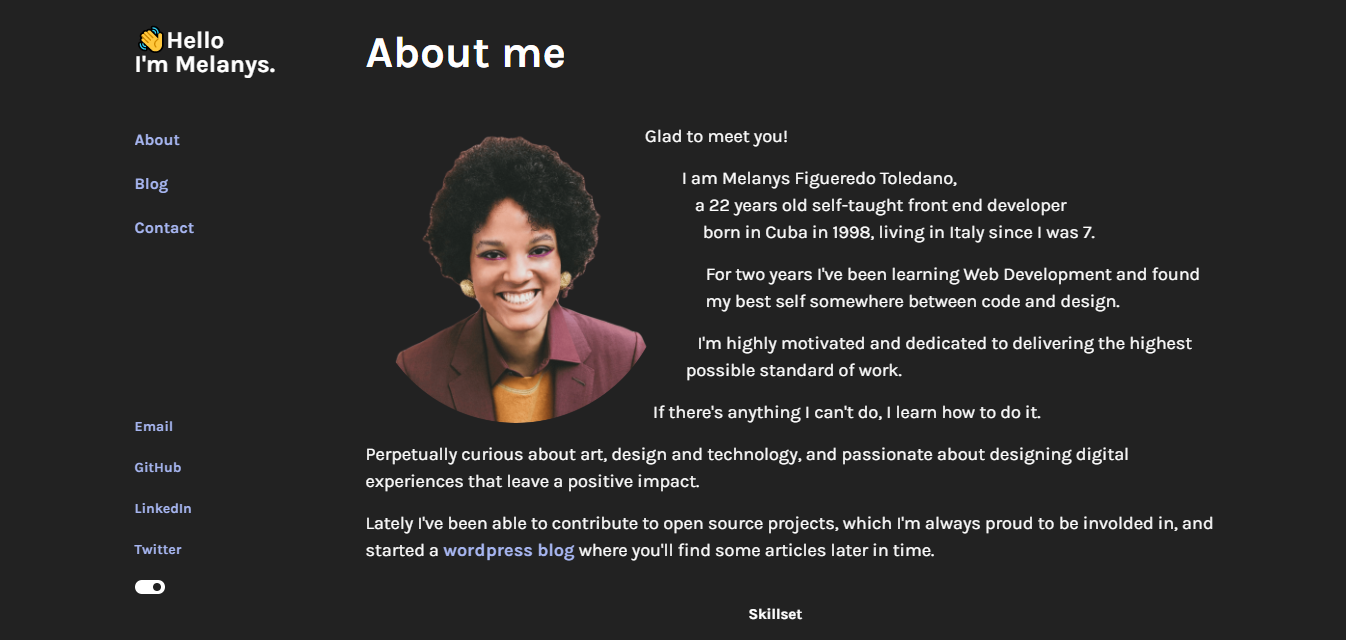 👋Hello
I'm Melanys.
About
Blog
Contact
Email
GitHub
LinkedIn
Twitter
About me
Glad to meet you!
I am Melanys Figueredo Toledano,
a 22 years old self-taught front end developer
born in Cuba in 1998, living in Italy since I was 7.
For two years I've been learning Web Development and found
my best self somewhere between code and design.
I'm highly motivated and dedicated to delivering the highest
possible standard of work.
If there's anything I can't do, I learn how to do it.
Perpetually curious about art, design and technology, and passionate about designing digital
experiences that leave a positive impact.
Lately I've been able to contribute to open source projects, which I'm always proud to be involded in, and
started a wordpress blog where you'll find some articles later in time.
Skillset